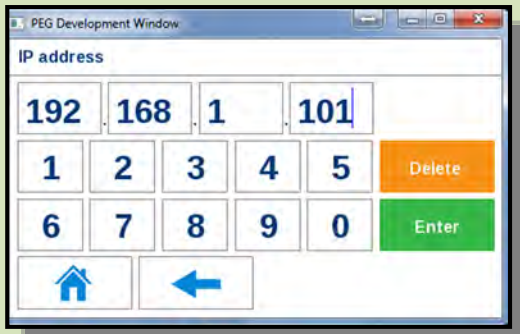 PEG Development Window
IP address
192 . 168 . 1 . 101
1 2 3 4 5 Delete
6 7 8 9 0 Enter